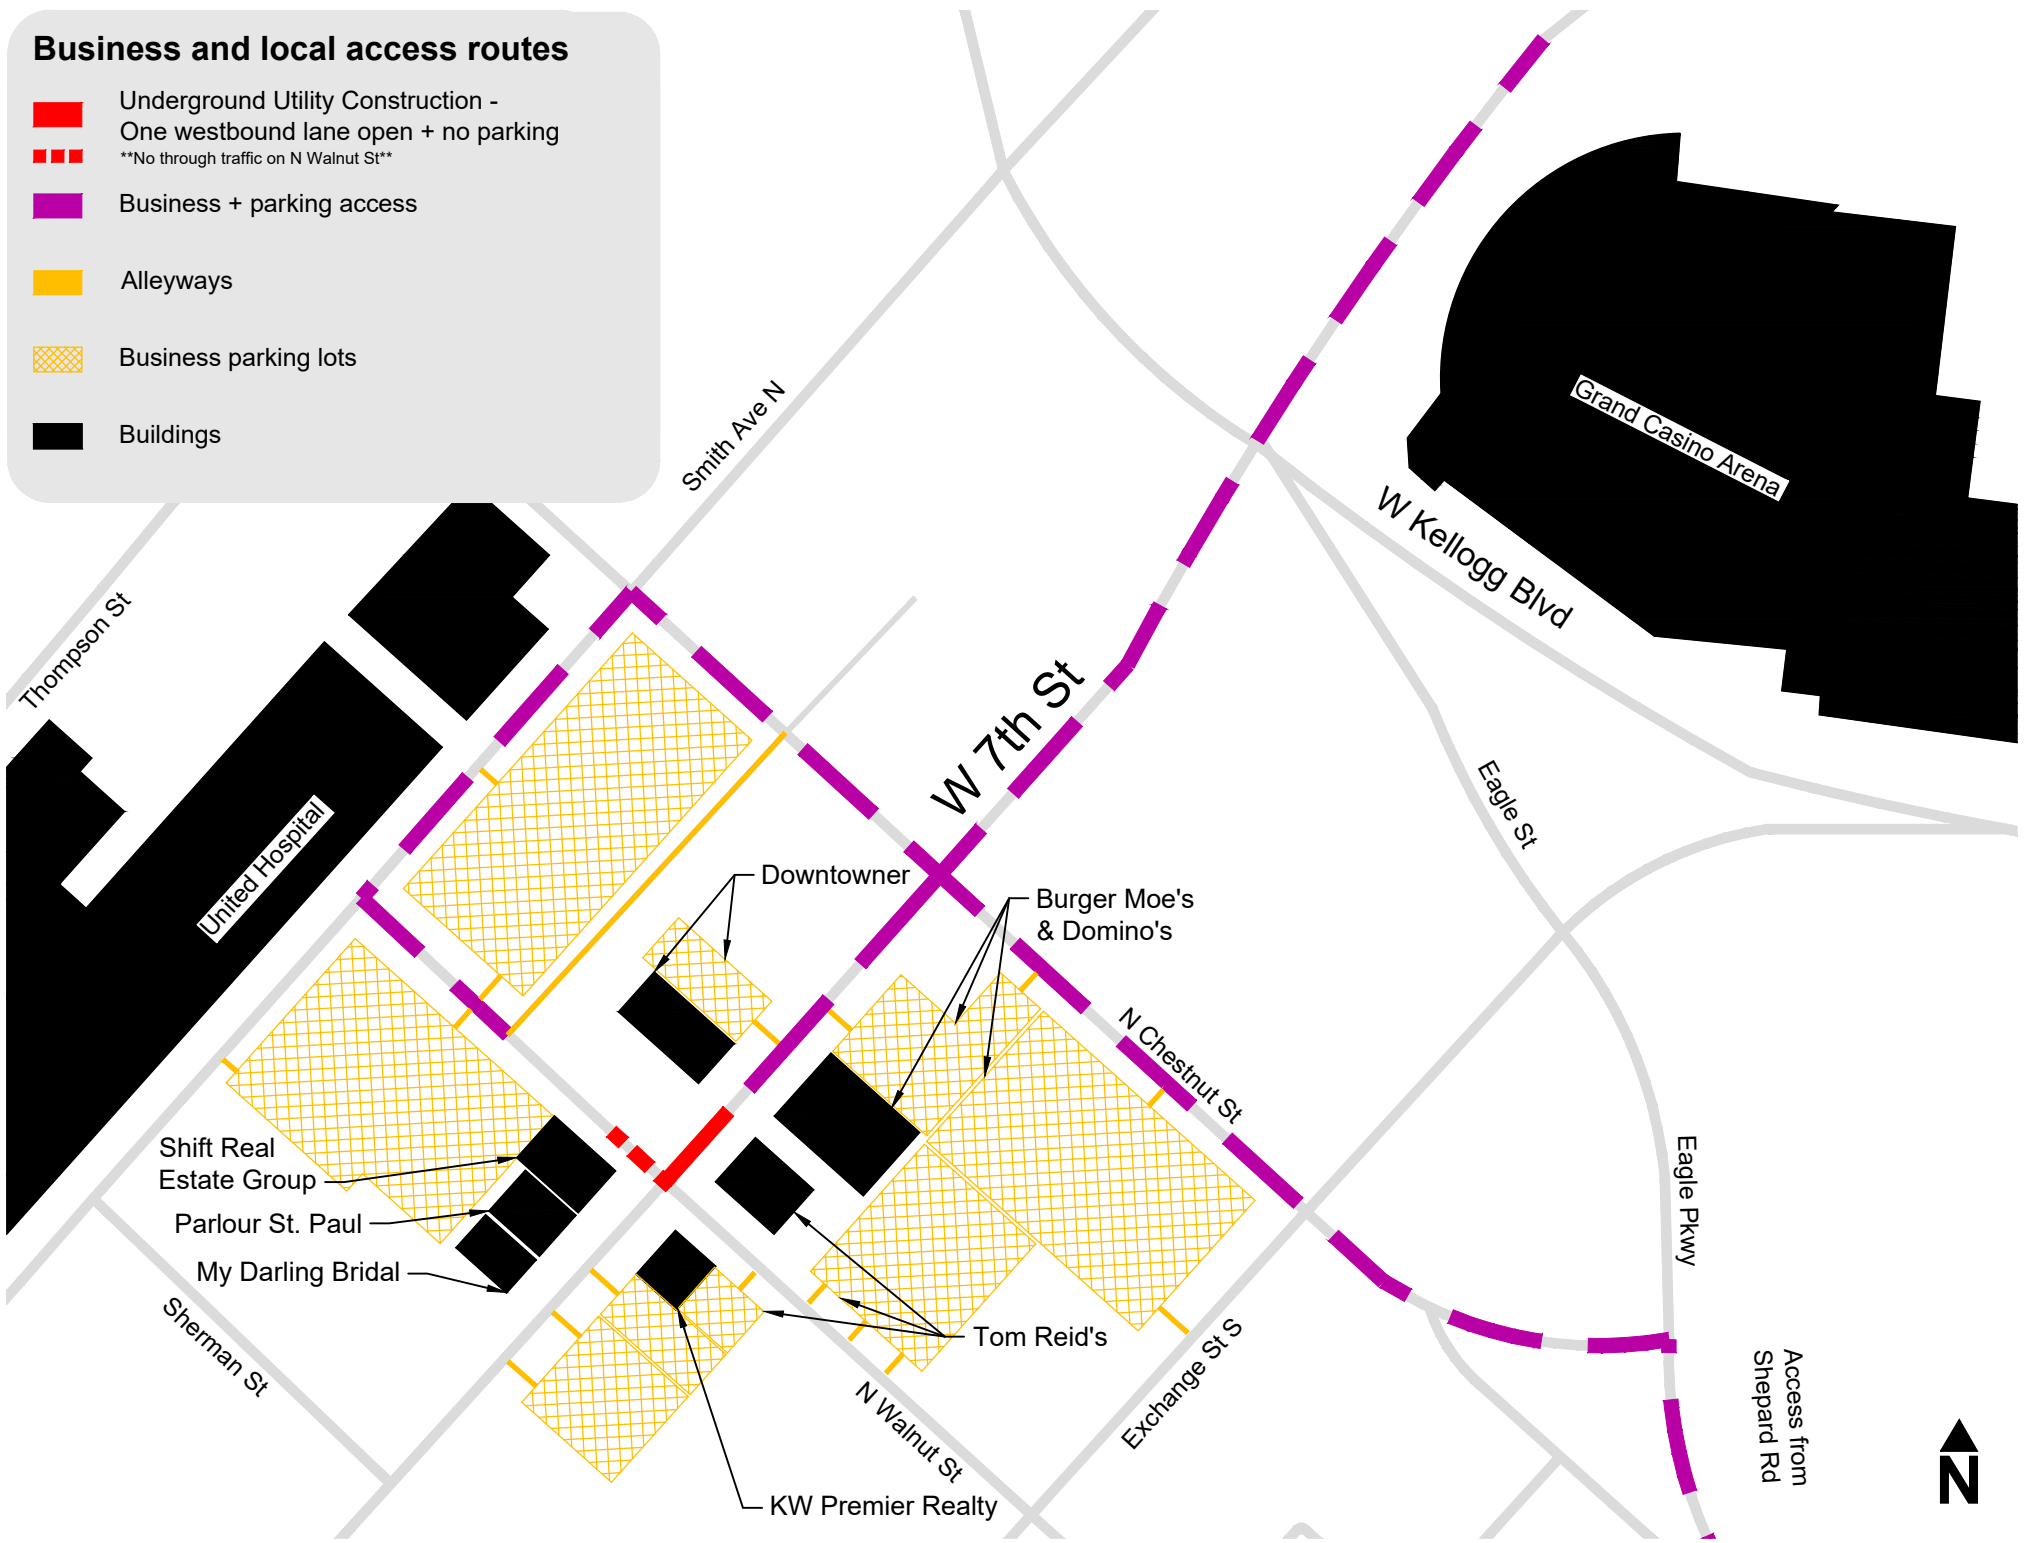 Business and local access routes
Underground Utility Construction -
One westbound lane open + no parking
**No through traffic on N Walnut St**
Business + parking access
Alleyways
Business parking lots
Buildings
Smith Ave N
Grand Casino Arena
W Kellogg Blvd
Thompson St
W 7th St
Eagle St
United Hospital
Downtowner
Burger Moe's
& Domino's
N Chestnut St
Eagle Pkwy
Shift Real
Estate Group
Parlour St. Paul
My Darling Bridal
Sherman St
Tom Reid's
Exchange St S
N Walnut St
Access from
Shepard Rd
KW Premier Realty
N